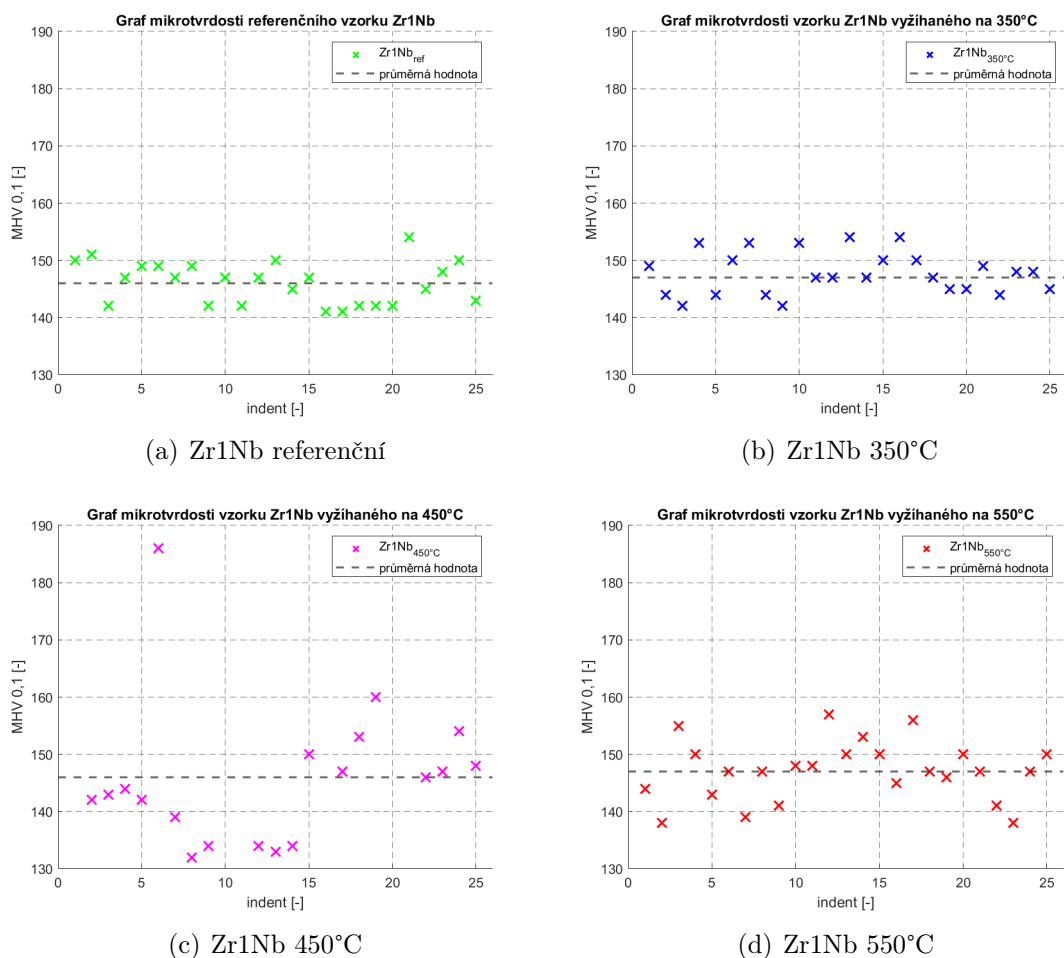 Graf mikrotvrdosti referenčního vzorku Zr1Nb
190
180
170
160
150
140
130
0
5
10
15
20
25
MHV 0,1 [-]
indent [-]
Zr1Nb_ref
průměrná hodnota
(a) Zr1Nb referenční
Graf mikrotvrdosti vzorku Zr1Nb vyžíhaného na 350°C
190
180
170
160
150
140
130
0
5
10
15
20
25
MHV 0,1 [-]
indent [-]
Zr1Nb_350°C
průměrná hodnota
(b) Zr1Nb 350°C
Graf mikrotvrdosti vzorku Zr1Nb vyžíhaného na 450°C
190
180
170
160
150
140
130
0
5
10
15
20
25
MHV 0,1 [-]
indent [-]
Zr1Nb_450°C
průměrná hodnota
(c) Zr1Nb 450°C
Graf mikrotvrdosti vzorku Zr1Nb vyžíhaného na 550°C
190
180
170
160
150
140
130
0
5
10
15
20
25
MHV 0,1 [-]
indent [-]
Zr1Nb_550°C
průměrná hodnota
(d) Zr1Nb 550°C